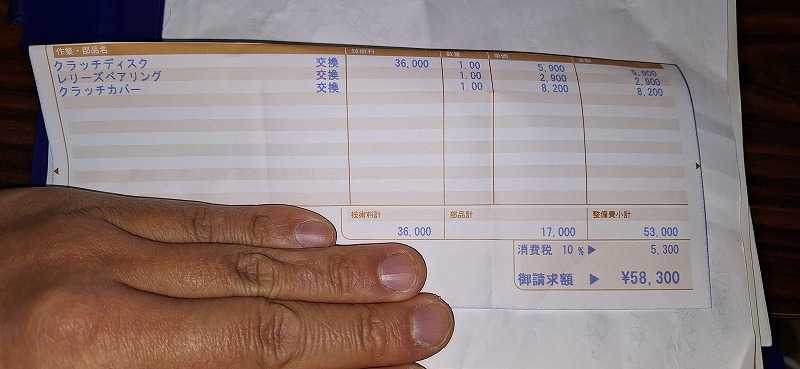 作業・部品名 技術料 数量 単価 金額
クラッチディスク 交換 36,000 1.00 5,900 5,900
レリーズベアリング 1.00 2,900 2,900
クラッチカバー 交換 1.00 8,200 8,200
技術料計 部品計 整備費小計
36,000 17,000 53,000
消費税 10 % ▶ 5,300
御請求額 ▶ ¥58,300